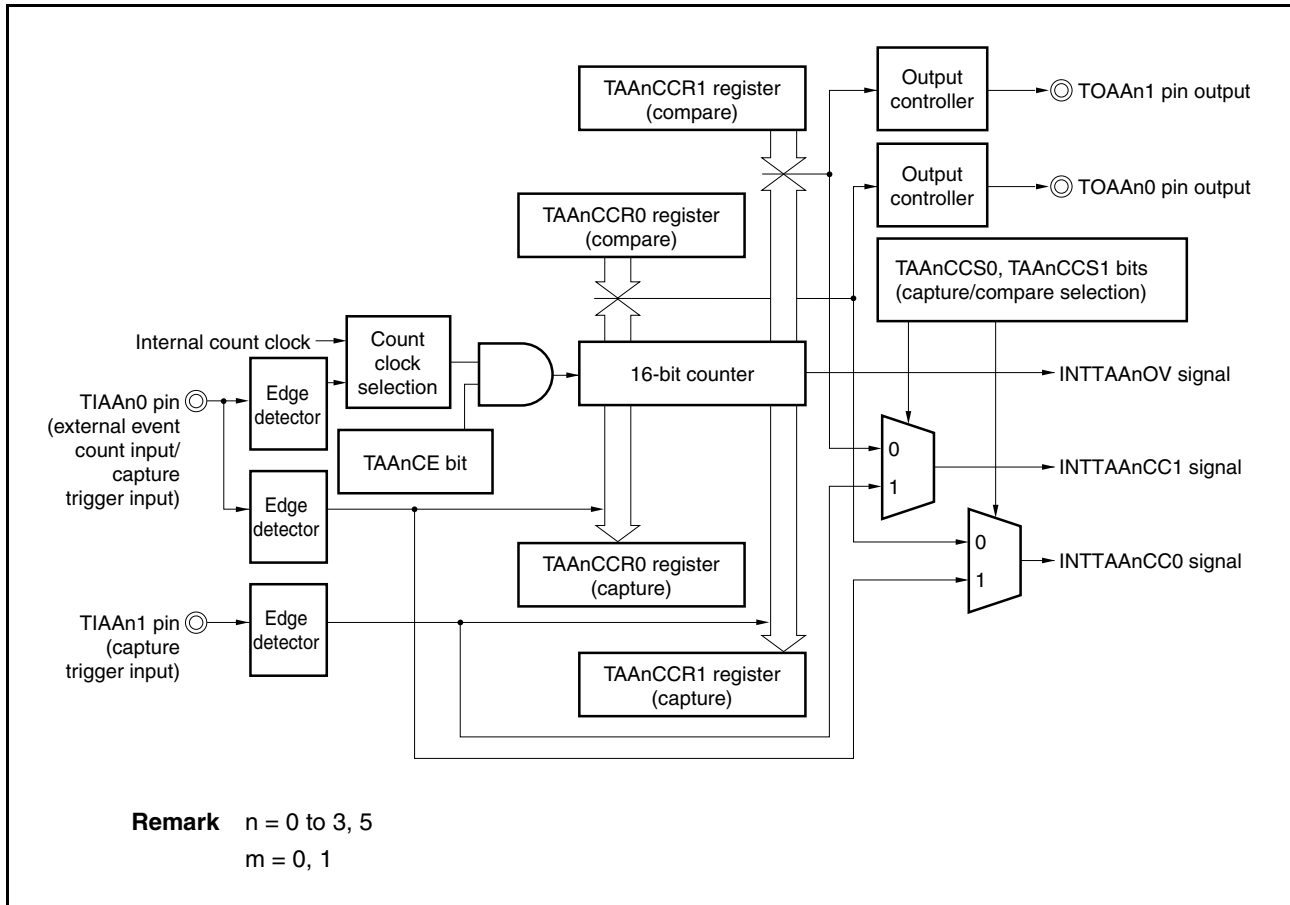 TAAnCCR1 register
(compare)
Output
controller
TOAAn1 pin output
Output
controller
TOAAn0 pin output
TAAnCCR0 register
(compare)
TAAnCCS0, TAAnCCS1 bits
(capture/compare selection)
Internal count clock
Count
clock
selection
16-bit counter
INTTAAnOV signal
TIAAn0 pin
(external event
count input/
capture
trigger input)
Edge
detector
TAAnCE bit
0
1
INTTAAnCC1 signal
Edge
detector
TAAnCCR0 register
(capture)
0
1
INTTAAnCC0 signal
TIAAn1 pin
(capture
trigger input)
Edge
detector
TAAnCCR1 register
(capture)
Remark n = 0 to 3, 5
m = 0, 1